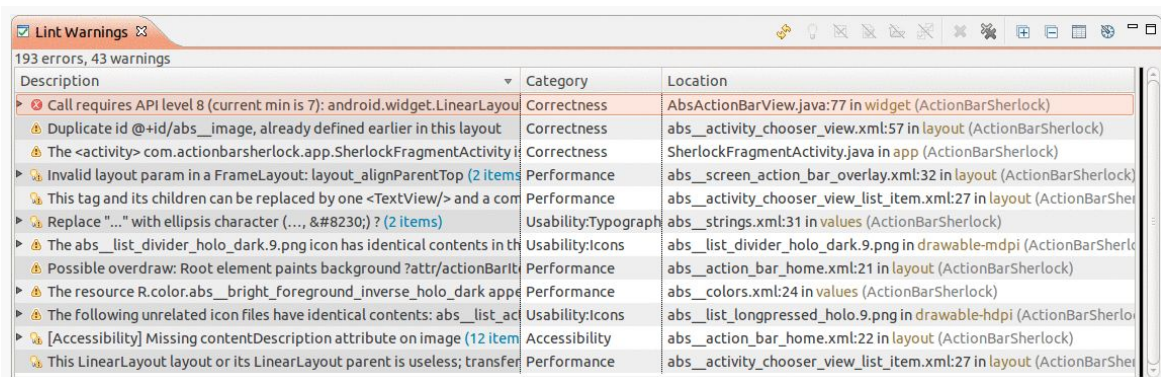 Lint Warnings
193 errors, 43 warnings
Description Category Location
Call requires API level 8 (current min is 7): android.widget.LinearLayou Correctness AbsActionBarView.java:77 in widget (ActionBarSherlock)
Duplicate id @+id/abs__image, already defined earlier in this layout Correctness abs__activity_chooser_view.xml:57 in layout (ActionBarSherlock)
The <activity> com.actionbarsherlock.app.SherlockFragmentActivity is Correctness SherlockFragmentActivity.java in app (ActionBarSherlock)
Invalid layout param in a FrameLayout: layout_alignParentTop (2 items Performance abs__screen_action_bar_overlay.xml:32 in layout (ActionBarSherlock)
This tag and its children can be replaced by one <TextView/> and a com Performance abs__activity_chooser_view_list_item.xml:27 in layout (ActionBarSher
Replace "..." with ellipsis character (…, &#8230;) ? (2 items) Usability:Typograph abs__strings.xml:31 in values (ActionBarSherlock)
The abs__list_divider_holo_dark.9.png icon has identical contents in th Usability:Icons abs__list_divider_holo_dark.9.png in drawable-mdpi (ActionBarSherlo
Possible overdraw: Root element paints background ?attr/actionBarIte Performance abs__action_bar_home.xml:21 in layout (ActionBarSherlock)
The resource R.color.abs__bright_foreground_inverse_holo_dark appe Performance abs__colors.xml:24 in values (ActionBarSherlock)
The following unrelated icon files have identical contents: abs__list_act Usability:Icons abs__list_longpressed_holo.9.png in drawable-hdpi (ActionBarSherlo
[Accessibility] Missing contentDescription attribute on image (12 item Accessibility abs__action_bar_home.xml:22 in layout (ActionBarSherlock)
This LinearLayout layout or its LinearLayout parent is useless; transfer Performance abs__activity_chooser_view_list_item.xml:27 in layout (ActionBarSher